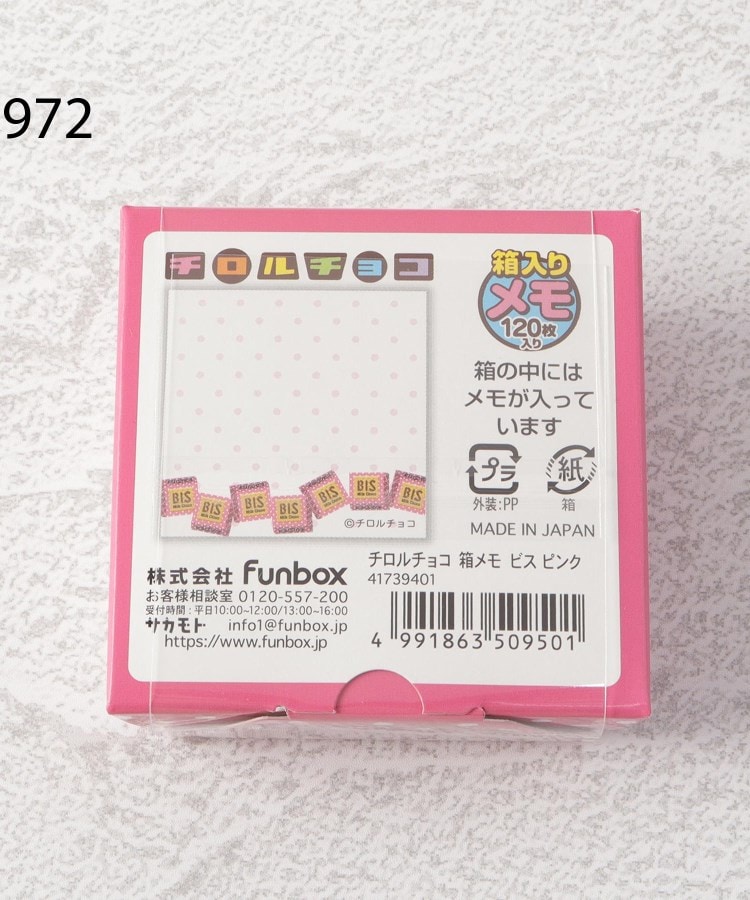 972
チロルチョコ
箱入り
メモ
120枚
入り
箱の中には
メモが入って
います
BIS BIS BIS BIS BIS BIS BIS
©チロルチョコ
プラ
外装:PP
紙
箱
MADE IN JAPAN
株式会社 funbox
お客様相談室 0120-557-200
受付時間:平日10:00~12:00/13:00~16:00
サカモト info1@funbox.jp
https://www.funbox.jp
チロルチョコ 箱メモ ビス ピンク
41739401
4 991863 509501